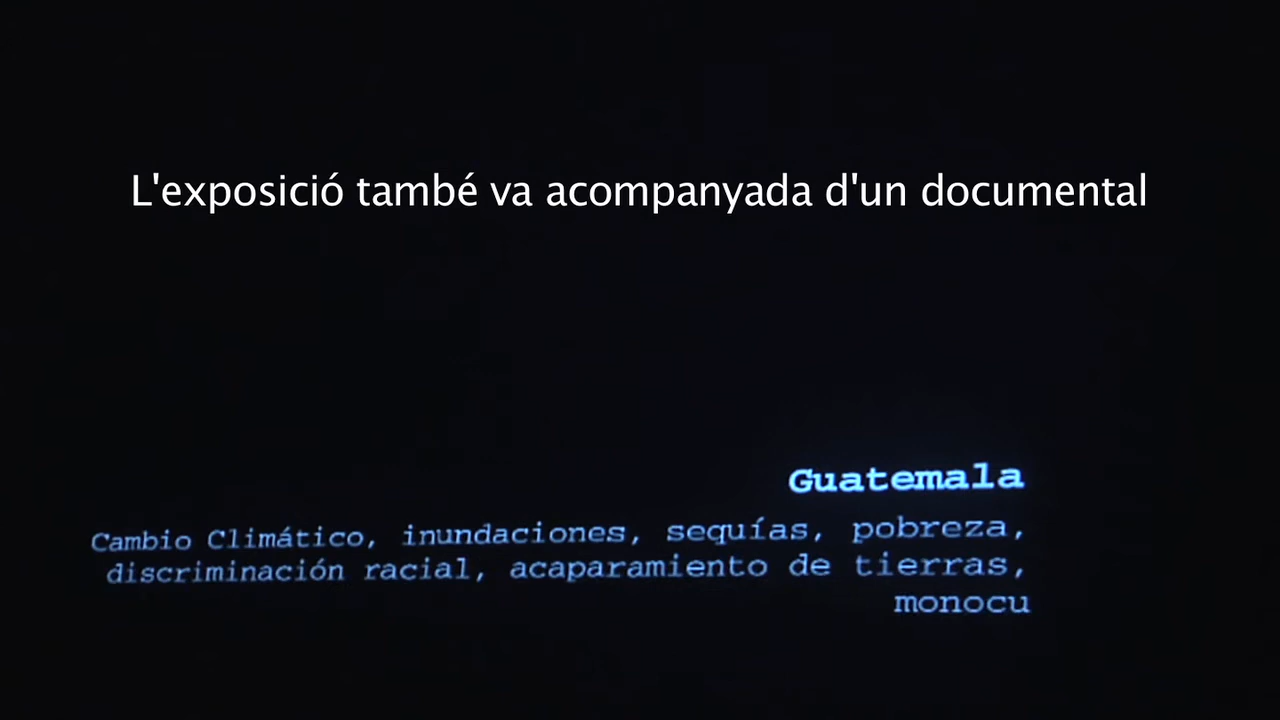 L'exposició també va acompanyada d'un documental
Guatemala
Cambio Climático, inundaciones, sequías, pobreza,
discriminación racial, acaparamiento de tierras,
monocu